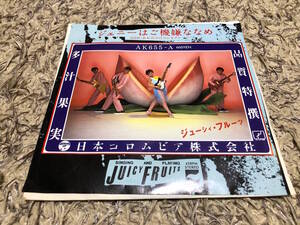 ジェニーはご機嫌ななめ
AK655-A
多汁果実
品質特撰
ジューシィ・フルーツ
日本コロムビア株式会社
SINGING AND PLAYING
JUICY FRUITS